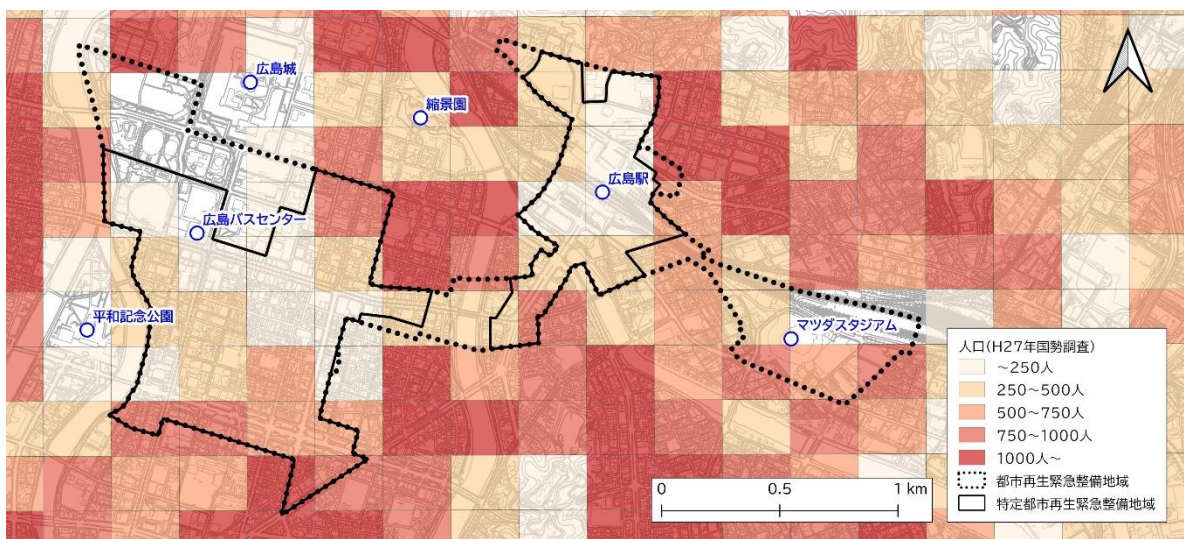 広島城
縮景園
広島駅
広島バスセンター
平和記念公園
マツダスタジアム
人口(H27年国勢調査)
～250人
250～500人
500～750人
750～1000人
1000人～
都市再生緊急整備地域
特定都市再生緊急整備地域
0 0.5 1 km